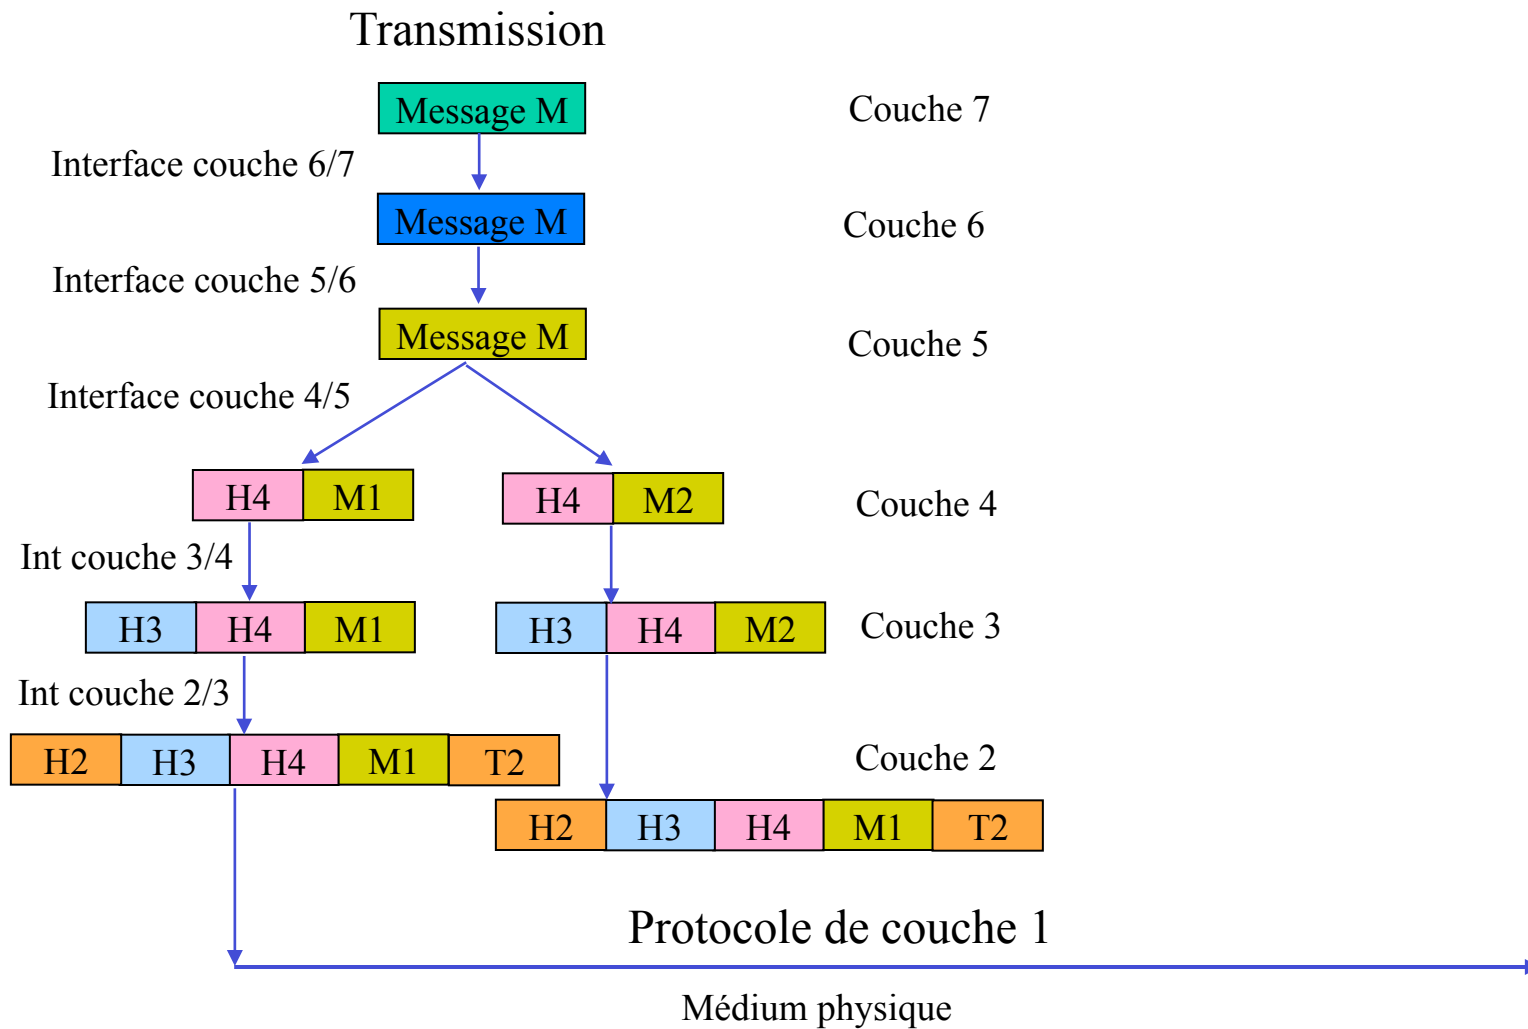 Transmission
Message M Couche 7
Interface couche 6/7
Message M Couche 6
Interface couche 5/6
Message M Couche 5
Interface couche 4/5
H4 M1 H4 M2 Couche 4
Int couche 3/4
H3 H4 M1 H3 H4 M2 Couche 3
Int couche 2/3
H2 H3 H4 M1 T2 Couche 2
H2 H3 H4 M1 T2
Protocole de couche 1
Médium physique